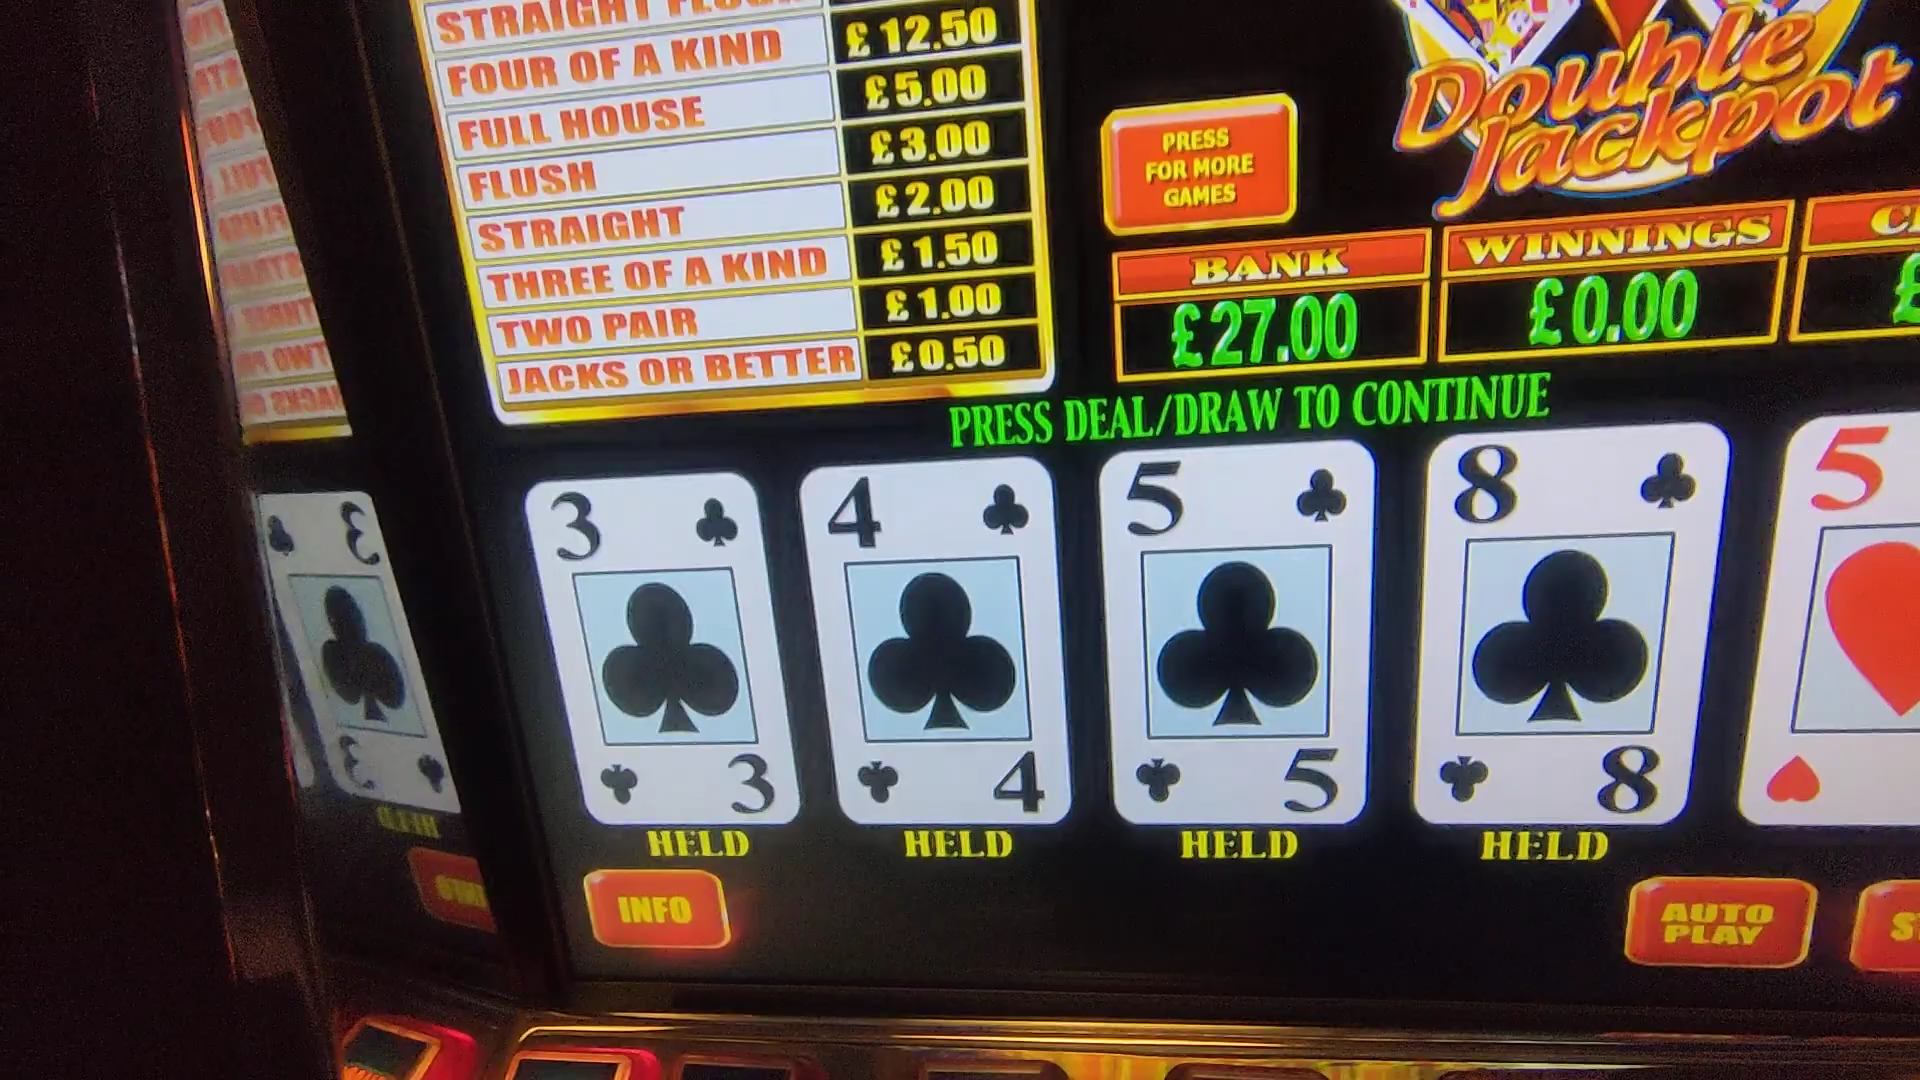 STRAIGHT FLUSH
FOUR OF A KIND £12.50
FULL HOUSE £5.00
FLUSH £3.00
STRAIGHT £2.00
THREE OF A KIND £1.50
TWO PAIR £1.00
JACKS OR BETTER £0.50
Double
Jackpot
PRESS
FOR MORE
GAMES
BANK
£27.00
WINNINGS
£0.00
£
PRESS DEAL/DRAW TO CONTINUE
3 4 5 8 5
3 4 5 8
HELD HELD HELD HELD
INFO
AUTO
PLAY